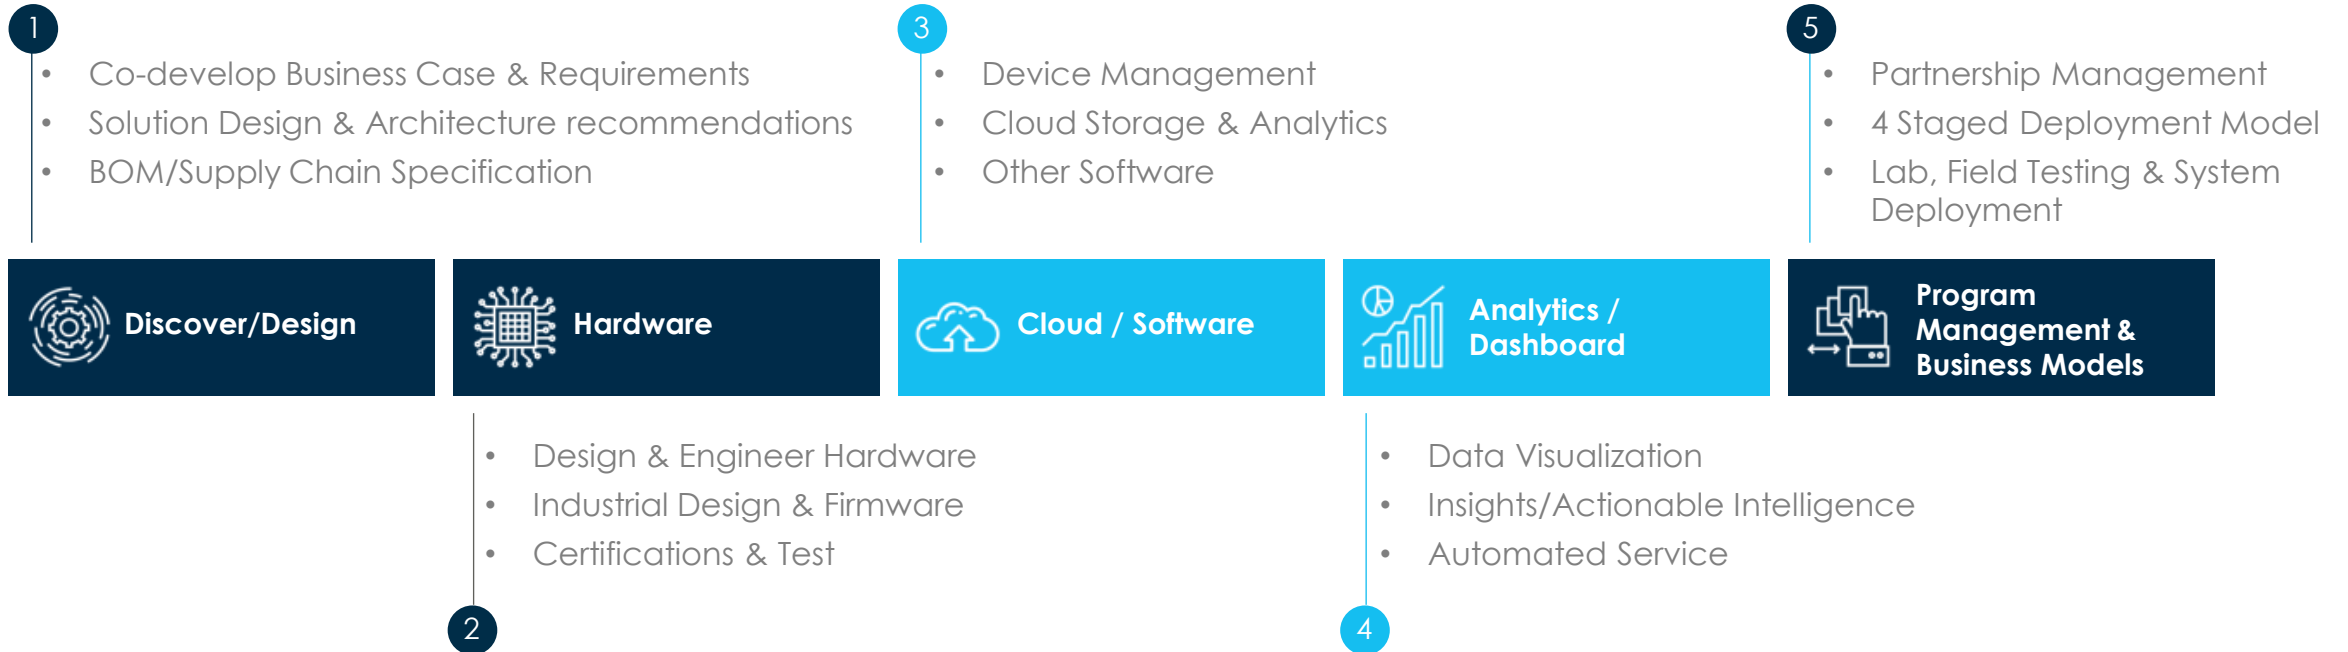 1
• Co-develop Business Case & Requirements
• Solution Design & Architecture recommendations
• BOM/Supply Chain Specification
3
• Device Management
• Cloud Storage & Analytics
• Other Software
5
• Partnership Management
• 4 Staged Deployment Model
• Lab, Field Testing & System
Deployment
Discover/Design
Hardware
Cloud / Software
Analytics /
Dashboard
Program
Management &
Business Models
• Design & Engineer Hardware
• Industrial Design & Firmware
• Certifications & Test
2
• Data Visualization
• Insights/Actionable Intelligence
• Automated Service
4